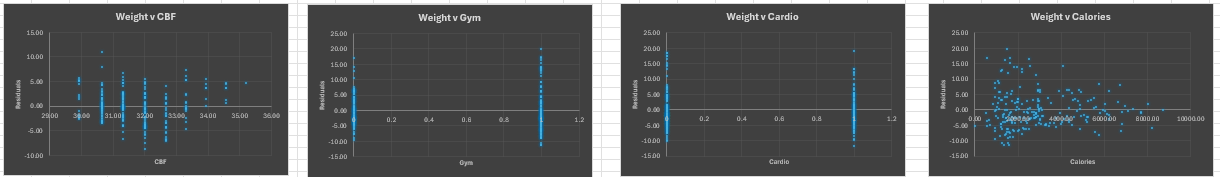 Weight v CBF
15.00
10.00
5.00
0.00
29.00 30.00 31.00 32.00 33.00 34.00 35.00 36.00
-5.00
-10.00
Residuals
CBF
Weight v Gym
25.00
20.00
15.00
10.00
5.00
0.00
0 0.2 0.4 0.6 0.8 1 1.2
-5.00
-10.00
-15.00
Residuals
Gym
Weight v Cardio
25.00
20.00
15.00
10.00
5.00
0.00
0 0.2 0.4 0.6 0.8 1 1.2
-5.00
-10.00
-15.00
Residuals
Cardio
Weight v Calories
25.00
20.00
15.00
10.00
5.00
0.00
0.00 2000.00 4000.00 6000.00 8000.00 10000.00
-5.00
-10.00
-15.00
Residuals
Calories